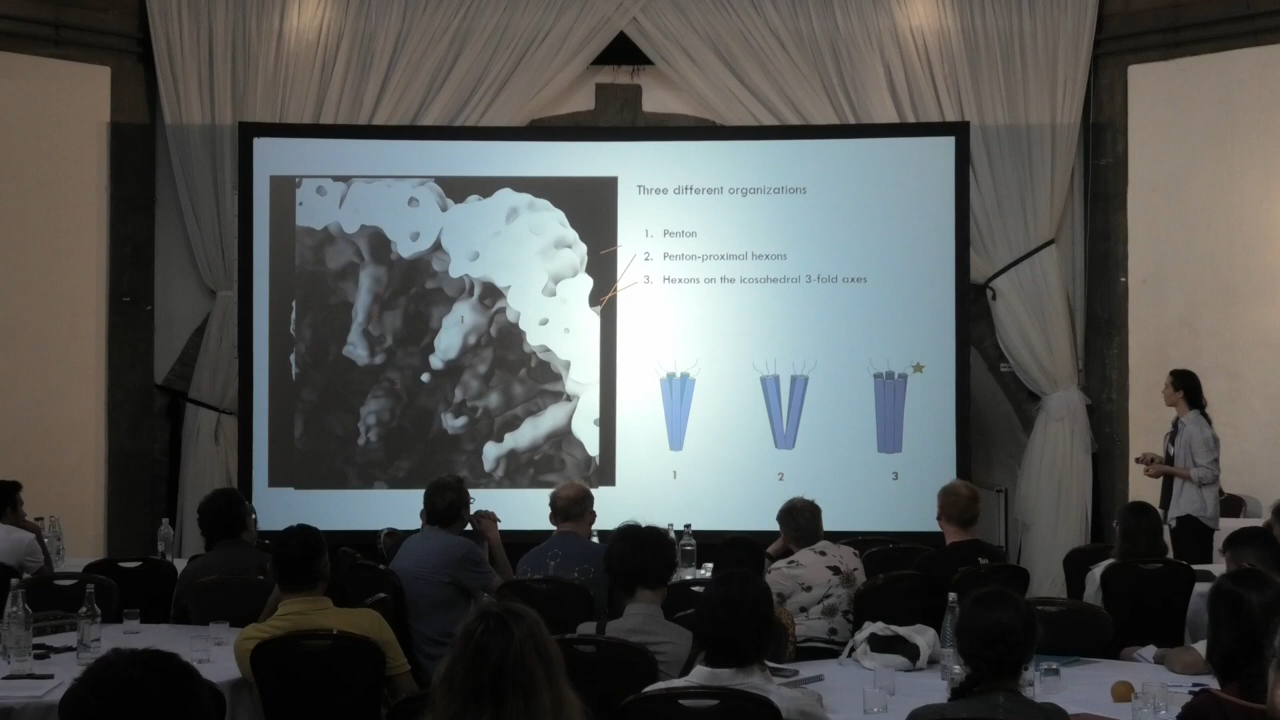 Three different organizations
1. Penton
2. Penton-proximal hexons
3. Hexons on the icosahedral 3-fold axes
1
1 2 3